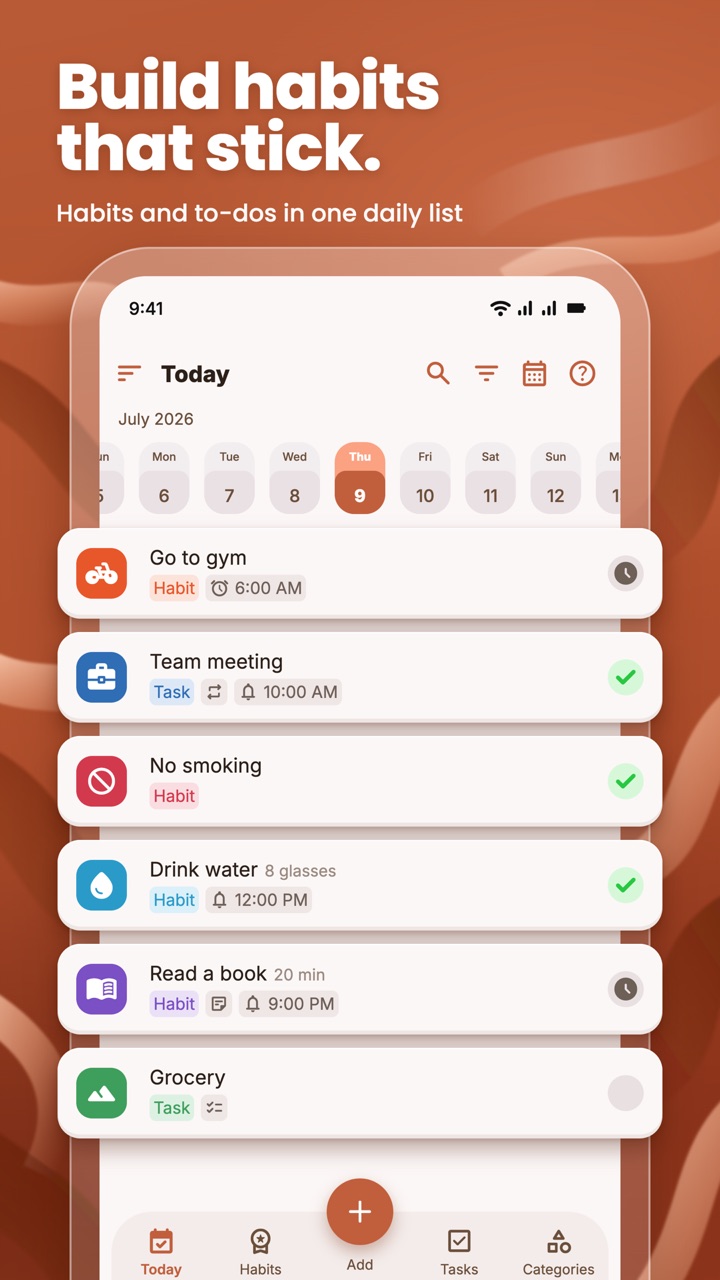 Build habits
that stick.
Habits and to-dos in one daily list
9:41
Today
July 2026
un Mon Tue Wed Thu Fri Sat Sun M
5 6 7 8 9 10 11 12 1
Go to gym
Habit 6:00 AM
Team meeting
Task 10:00 AM
No smoking
Habit
Drink water 8 glasses
Habit 12:00 PM
Read a book 20 min
Habit 9:00 PM
Grocery
Task
Today Habits Add Tasks Categories